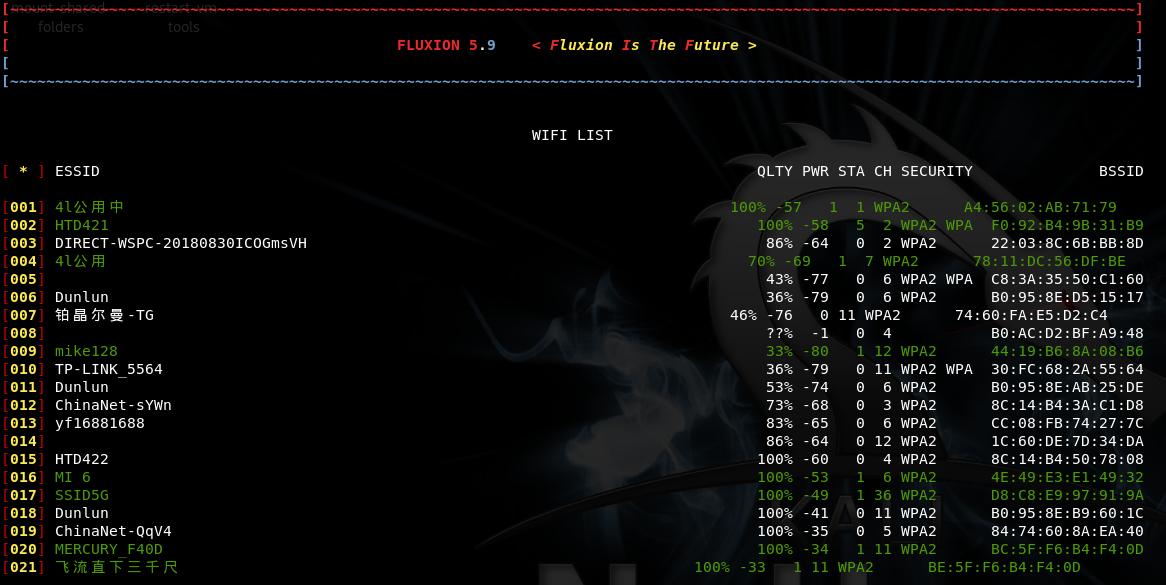 mount-shared restart-vm
folders tools
[~~~~~~~~~~~~~~~~~~~~~~~~~~~~~~~~~~~~~~~~~~~~~~~~~~~~~~~~~~~~~~~~~~~~~~~~~~~~~~~~~~~~~~~~~~~~~~~~~~~~~~~~~~~~~~~~~~~~~~~~~~~~~]
[ ]
[ FLUXION 5.9 < Fluxion Is The Future > ]
[ ]
[~~~~~~~~~~~~~~~~~~~~~~~~~~~~~~~~~~~~~~~~~~~~~~~~~~~~~~~~~~~~~~~~~~~~~~~~~~~~~~~~~~~~~~~~~~~~~~~~~~~~~~~~~~~~~~~~~~~~~~~~~~~~~]
WIFI LIST
[ * ] ESSID QLTY PWR STA CH SECURITY BSSID
[001] 4l公用中 100% -57 1 1 WPA2 A4:56:02:AB:71:79
[002] HTD421 100% -58 5 2 WPA2 WPA F0:92:B4:9B:31:B9
[003] DIRECT-WSPC-20180830ICOGmsVH 86% -64 0 2 WPA2 22:03:8C:6B:BB:8D
[004] 4l公用 70% -69 1 7 WPA2 78:11:DC:56:DF:BE
[005] 43% -77 0 6 WPA2 WPA C8:3A:35:50:C1:60
[006] Dunlun 36% -79 0 6 WPA2 B0:95:8E:D5:15:17
[007] 铂晶尔曼-TG 46% -76 0 11 WPA2 74:60:FA:E5:D2:C4
[008] ??% -1 0 4 B0:AC:D2:BF:A9:48
[009] mike128 33% -80 1 12 WPA2 44:19:B6:8A:08:B6
[010] TP-LINK_5564 36% -79 0 11 WPA2 WPA 30:FC:68:2A:55:64
[011] Dunlun 53% -74 0 6 WPA2 B0:95:8E:AB:25:DE
[012] ChinaNet-sYWn 73% -68 0 3 WPA2 8C:14:B4:3A:C1:D8
[013] yf16881688 83% -65 0 6 WPA2 CC:08:FB:74:27:7C
[014] 86% -64 0 12 WPA2 1C:60:DE:7D:34:DA
[015] HTD422 100% -60 0 4 WPA2 8C:14:B4:50:78:08
[016] MI 6 100% -53 1 6 WPA2 4E:49:E3:E1:49:32
[017] SSID5G 100% -49 1 36 WPA2 D8:C8:E9:97:91:9A
[018] Dunlun 100% -41 0 11 WPA2 B0:95:8E:B9:60:1C
[019] ChinaNet-QqV4 100% -35 0 5 WPA2 84:74:60:8A:EA:40
[020] MERCURY_F40D 100% -34 1 11 WPA2 BC:5F:F6:B4:F4:0D
[021] 飞流直下三千尺 100% -33 1 11 WPA2 BE:5F:F6:B4:F4:0D